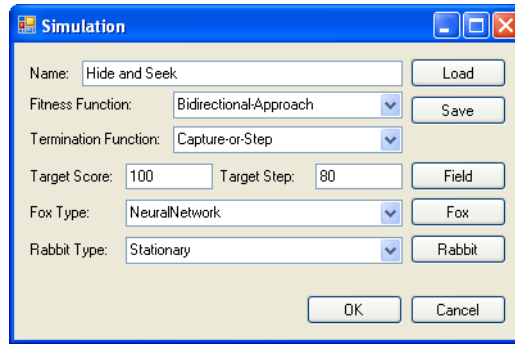 Simulation
Name: Hide and Seek Load
Fitness Function: Bidirectional-Approach Save
Termination Function: Capture-or-Step
Target Score: 100 Target Step: 80 Field
Fox Type: NeuralNetwork Fox
Rabbit Type: Stationary Rabbit
OK Cancel